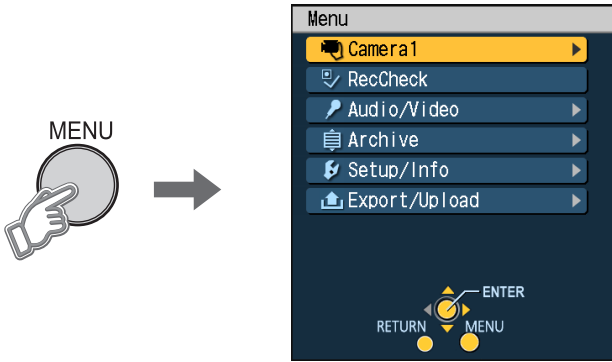 MENU
Menu
Camera1
RecCheck
Audio/Video
Archive
Setup/Info
Export/Upload
ENTER
RETURN MENU